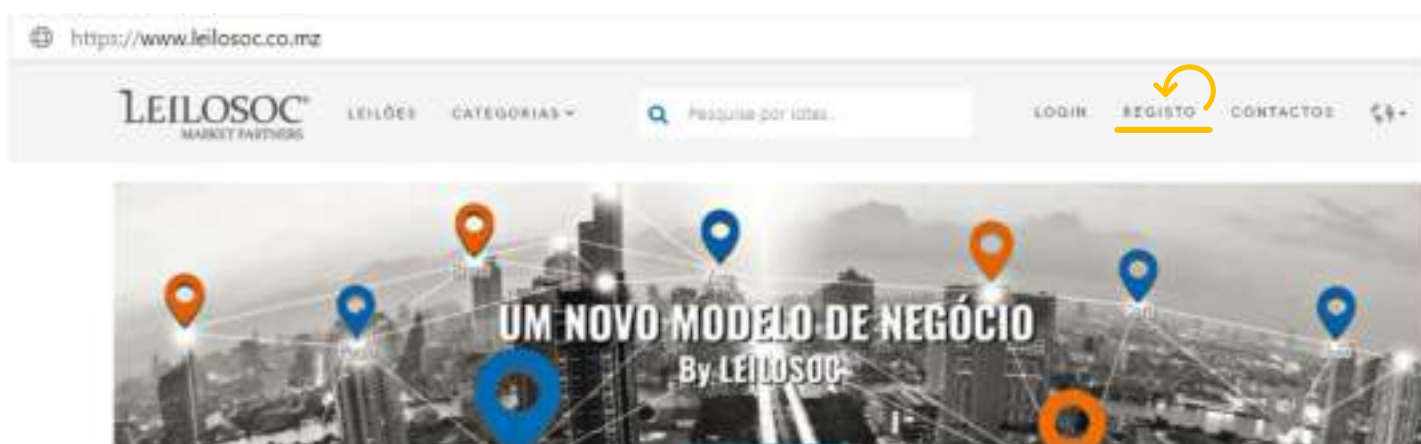 https://www.leilosoc.co.mz
LEILOSOC®
MARKET PARTNERS
LEILÕES CATEGORIAS
Pesquise por lotes...
LOGIN REGISTO CONTACTOS
UM NOVO MODELO DE NEGÓCIO
By LEILOSOC